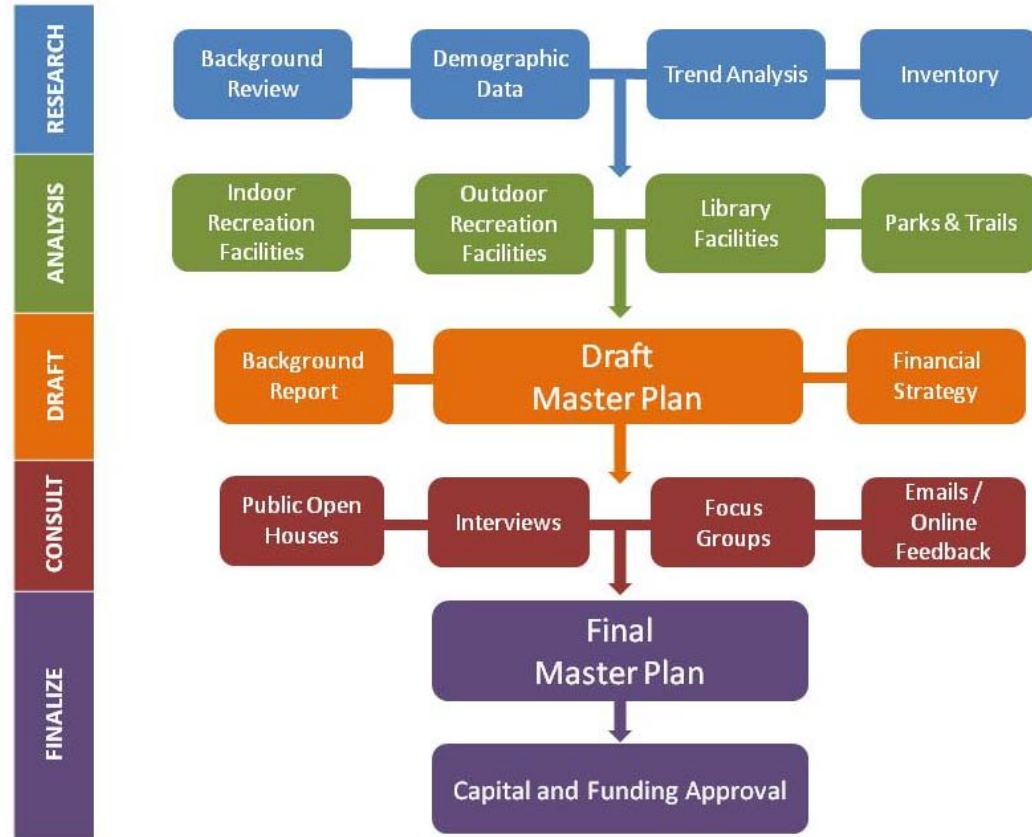 RESEARCH
Background
Review
Demographic
Data
Trend Analysis
Inventory
ANALYSIS
Indoor
Recreation
Facilities
Outdoor
Recreation
Facilities
Library
Facilities
Parks & Trails
DRAFT
Background
Report
Draft
Master Plan
Financial
Strategy
CONSULT
Public Open
Houses
Interviews
Focus
Groups
Emails /
Online
Feedback
FINALIZE
Final
Master Plan
Capital and Funding Approval